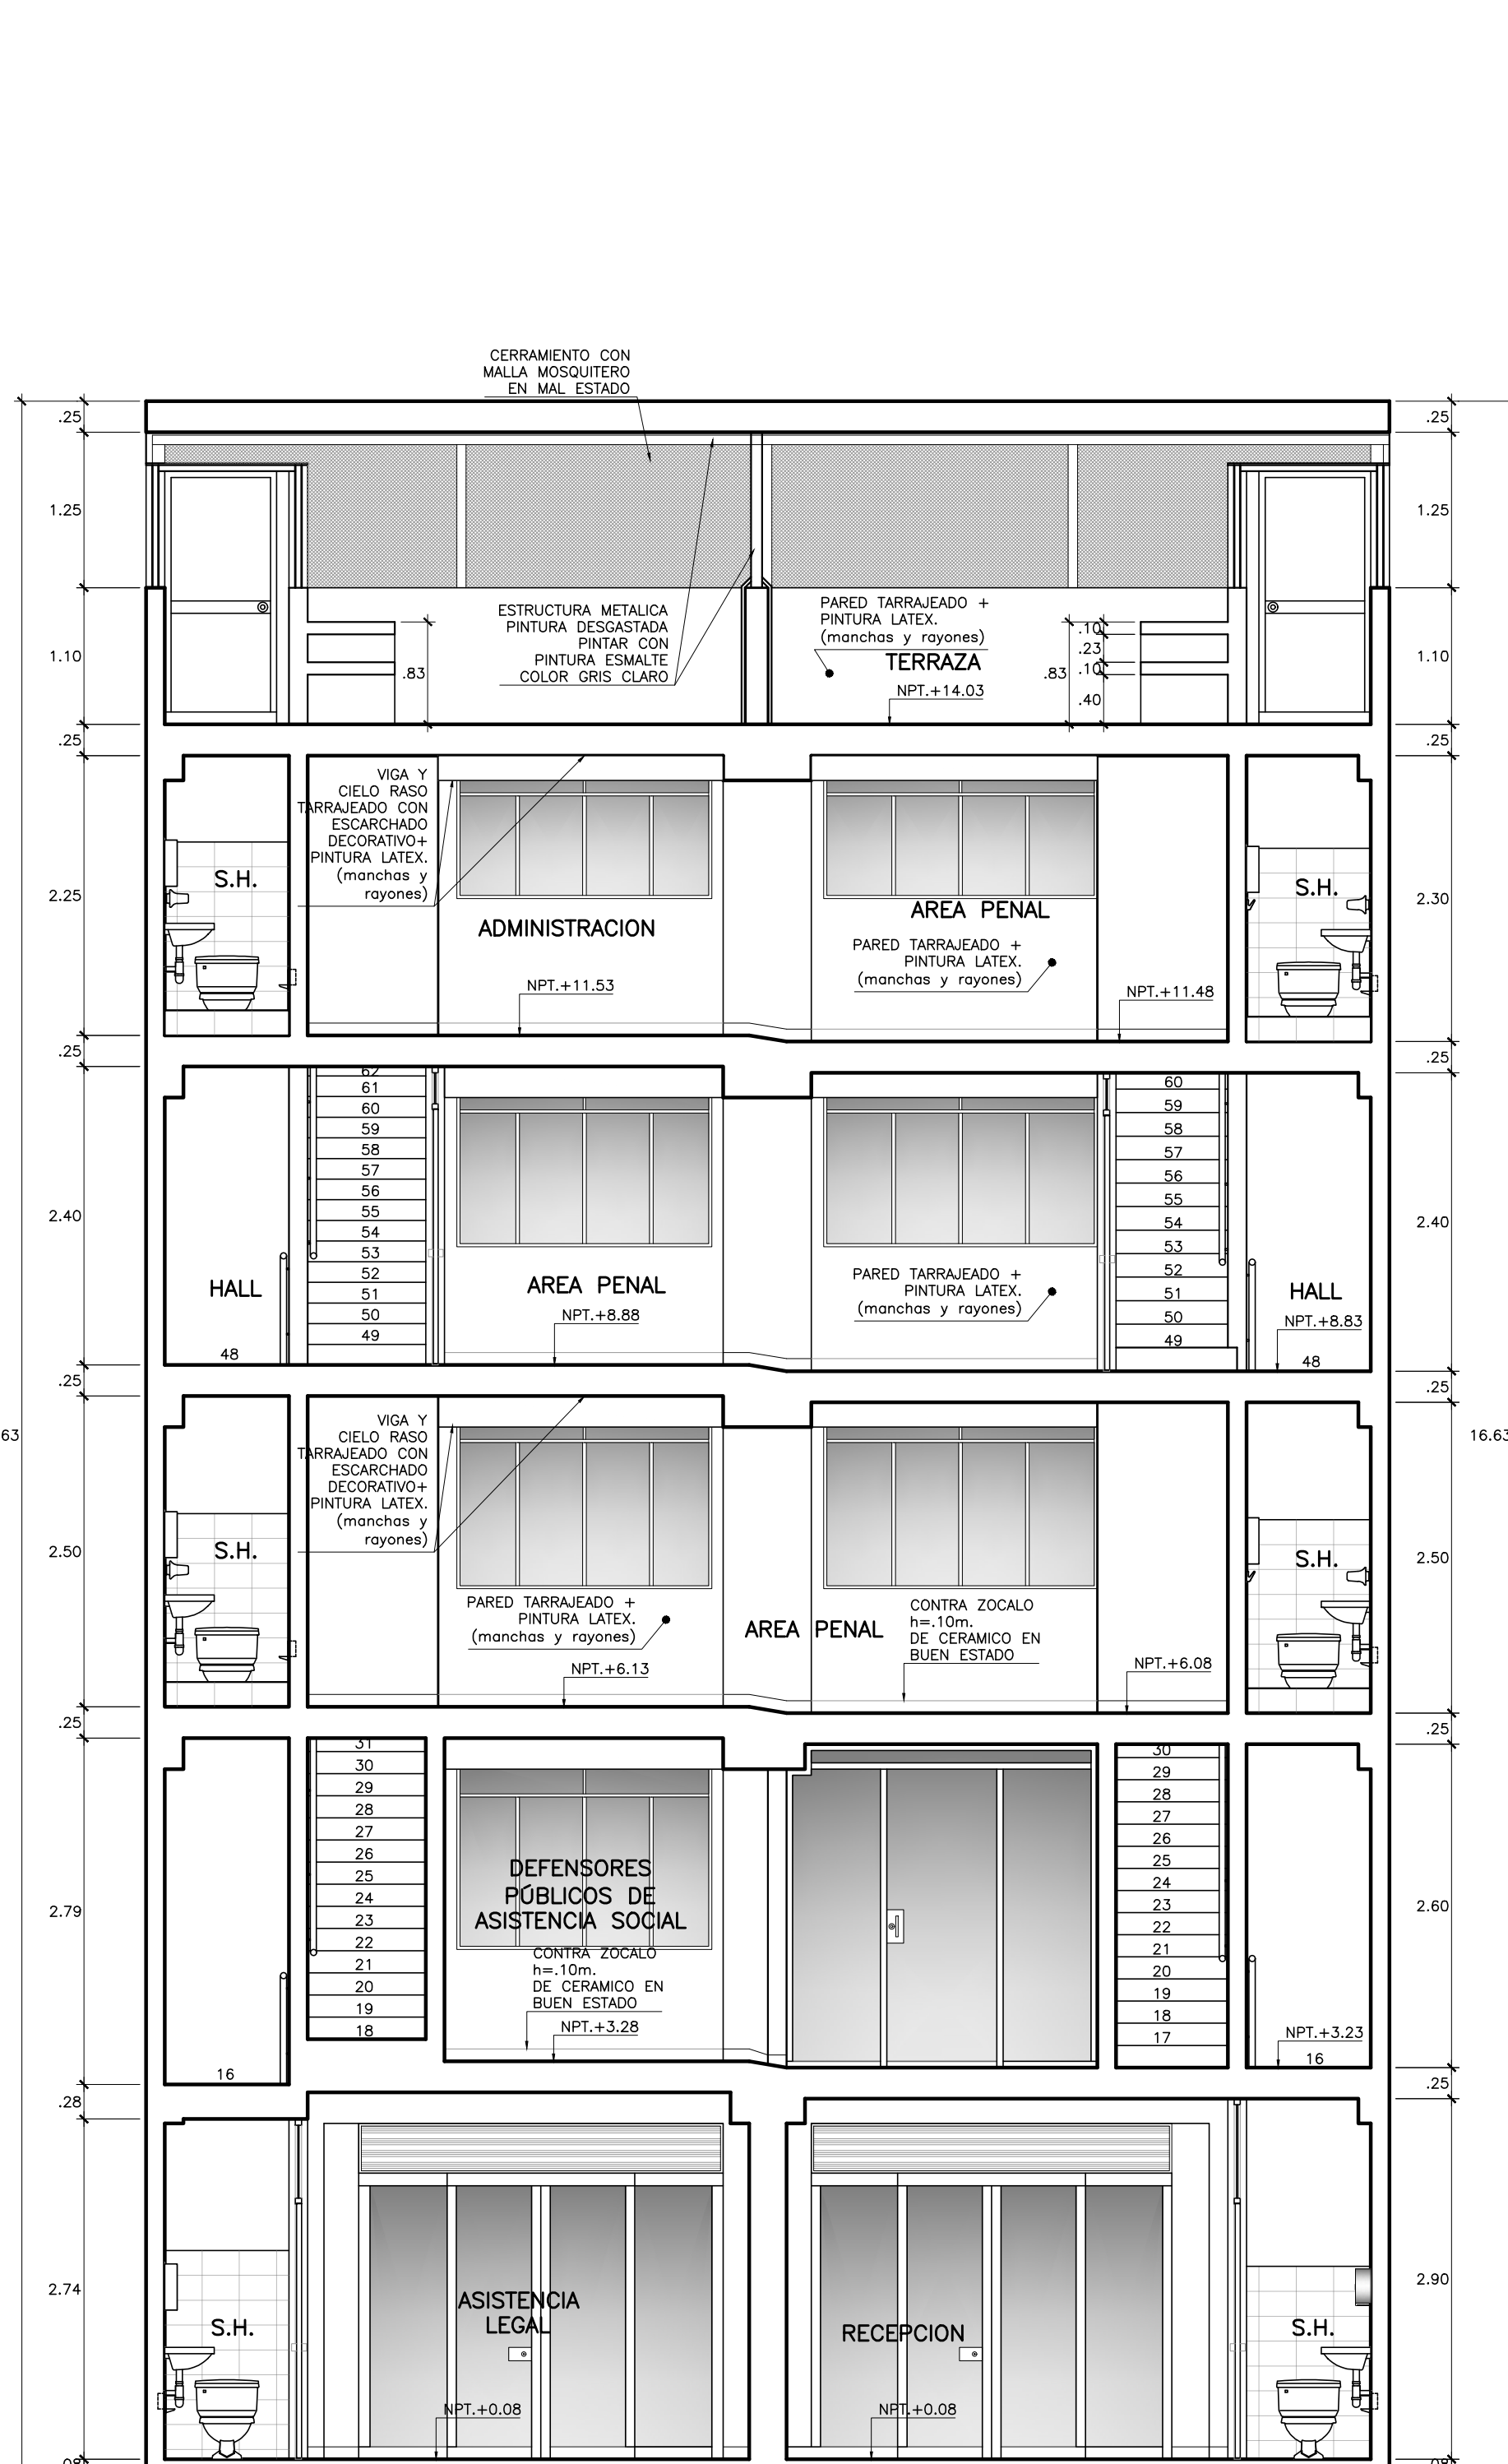 CERRAMIENTO CON
MALLA MOSQUITERO
EN MAL ESTADO
.25
.25
1.25
1.25
ESTRUCTURA METALICA
PINTURA DESGASTADA
PINTAR CON
PINTURA ESMALTE
COLOR GRIS CLARO
PARED TARRAJEADO +
PINTURA LATEX.
(manchas y rayones)
TERRAZA
NPT.+14.03
1.10
.83
.83
.10
.23
.10
.40
1.10
.25
.25
VIGA Y
CIELO RASO
TARRAJEADO CON
ESCARCHADO
DECORATIVO+
PINTURA LATEX.
(manchas y
rayones)
2.25
S.H.
ADMINISTRACION
NPT.+11.53
AREA PENAL
PARED TARRAJEADO +
PINTURA LATEX.
(manchas y rayones)
NPT.+11.48
S.H.
2.30
.25
.25
62
61
60
59
58
57
56
55
54
53
52
51
50
49
48
2.40
HALL
AREA PENAL
NPT.+8.88
PARED TARRAJEADO +
PINTURA LATEX.
(manchas y rayones)
60
59
58
57
56
55
54
53
52
51
50
49
HALL
NPT.+8.83
48
2.40
.25
.25
VIGA Y
CIELO RASO
TARRAJEADO CON
ESCARCHADO
DECORATIVO+
PINTURA LATEX.
(manchas y
rayones)
63
16.63
2.50
S.H.
PARED TARRAJEADO +
PINTURA LATEX.
(manchas y rayones)
NPT.+6.13
AREA PENAL
CONTRA ZOCALO
h=.10m.
DE CERAMICO EN
BUEN ESTADO
NPT.+6.08
S.H.
2.50
.25
.25
31
30
29
28
27
26
25
24
23
22
21
20
19
18
16
2.79
DEFENSORES
PÚBLICOS DE
ASISTENCIA SOCIAL
CONTRA ZOCALO
h=.10m.
DE CERAMICO EN
BUEN ESTADO
NPT.+3.28
30
29
28
27
26
25
24
23
22
21
20
19
18
17
NPT.+3.23
16
2.60
.28
.25
2.74
S.H.
ASISTENCIA
LEGAL
NPT.+0.08
RECEPCION
NPT.+0.08
S.H.
2.90
.08
.08